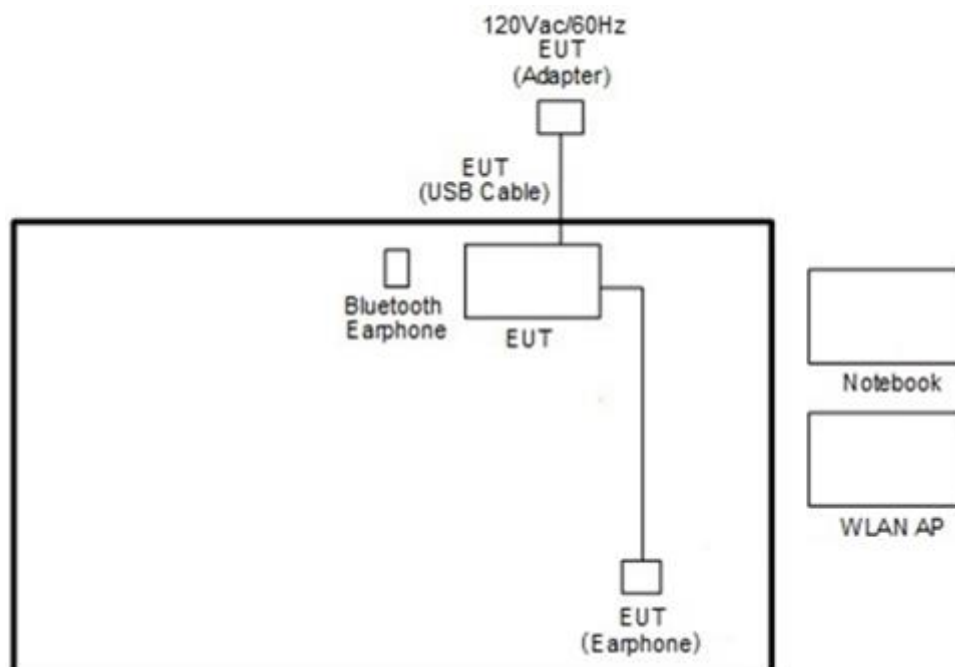 120Vac/60Hz
EUT
(Adapter)
EUT
(USB Cable)
Bluetooth
Earphone
EUT
Notebook
WLAN AP
EUT
(Earphone)